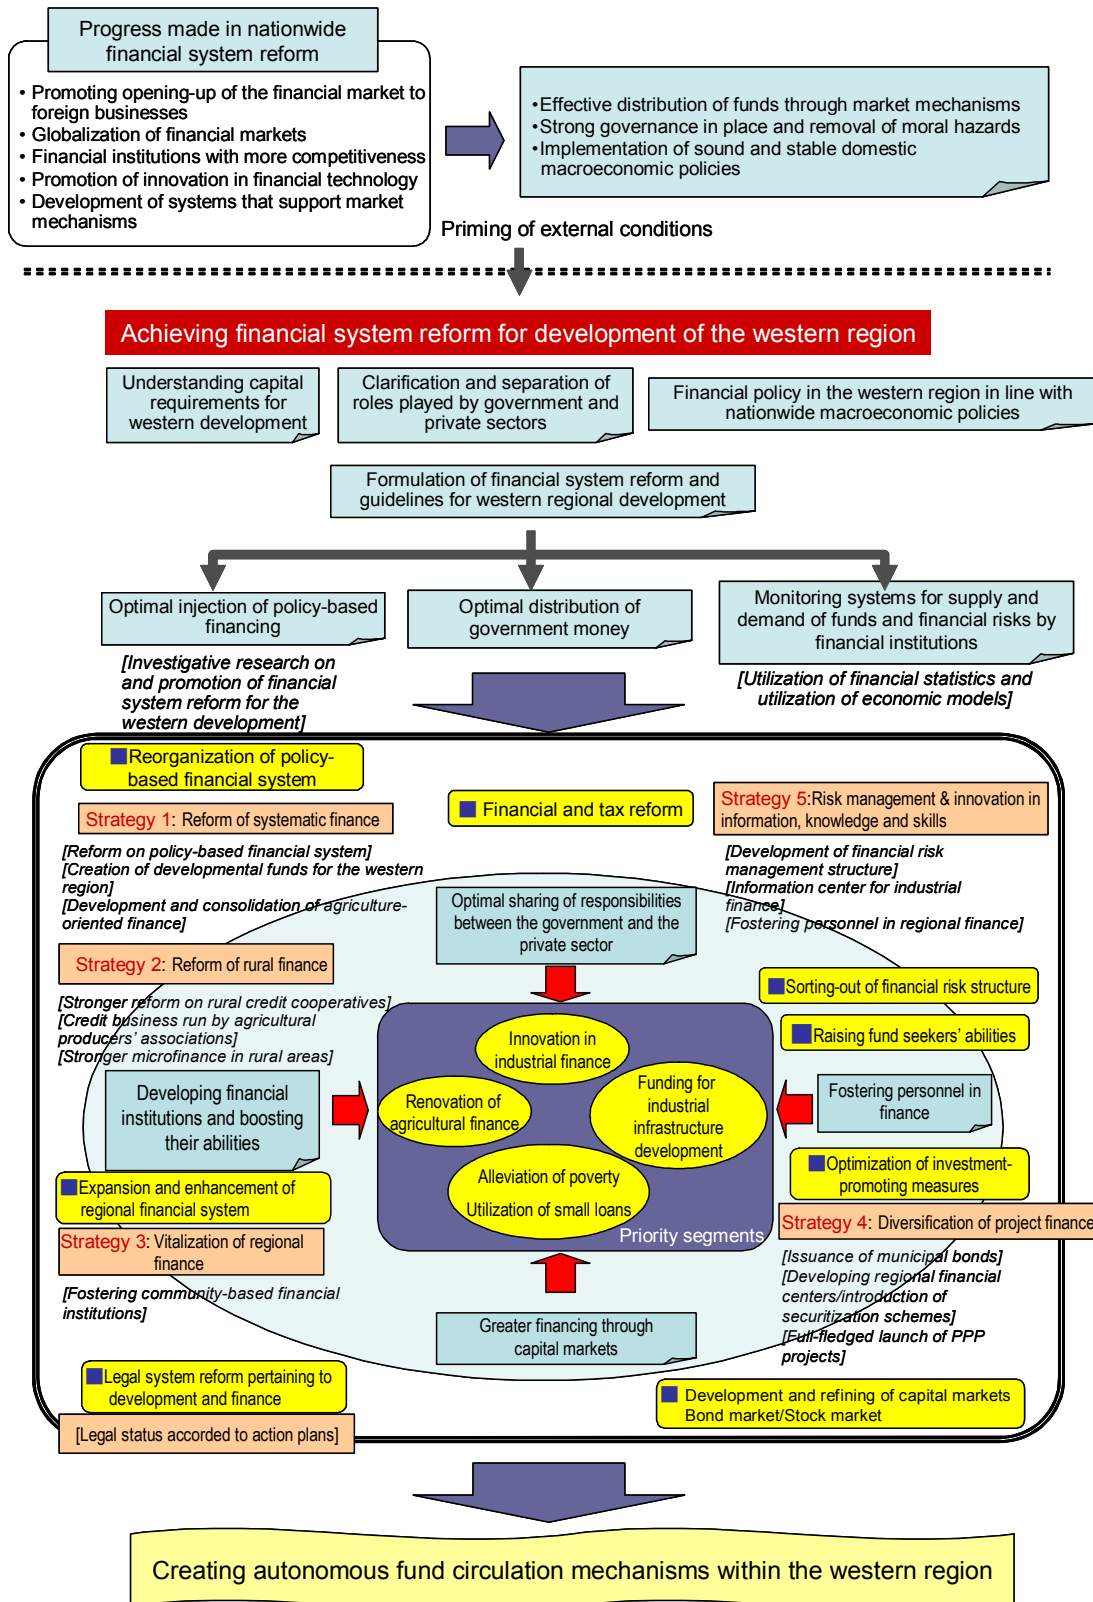 Progress made in nationwide
financial system reform
• Promoting opening-up of the financial market to
foreign businesses
• Globalization of financial markets
• Financial institutions with more competitiveness
• Promotion of innovation in financial technology
• Development of systems that support market
mechanisms
•Effective distribution of funds through market mechanisms
•Strong governance in place and removal of moral hazards
•Implementation of sound and stable domestic
macroeconomic policies
Priming of external conditions
Achieving financial system reform for development of the western region
Understanding capital
requirements for
western development
Clarification and separation of
roles played by government and
private sectors
Financial policy in the western region in line with
nationwide macroeconomic policies
Formulation of financial system reform and
guidelines for western regional development
Optimal injection of policy-based
financing
Optimal distribution of
government money
Monitoring systems for supply and
demand of funds and financial risks by
financial institutions
[Investigative research on
and promotion of financial
system reform for the
western development]
[Utilization of financial statistics and
utilization of economic models]
Reorganization of policy-
based financial system
Financial and tax reform
Strategy 1: Reform of systematic finance
Strategy 5:Risk management & innovation in
information, knowledge and skills
[Reform on policy-based financial system]
[Creation of developmental funds for the western
region]
[Development and consolidation of agriculture-
oriented finance]
[Development of financial risk
management structure]
[Information center for industrial
finance]
[Fostering personnel in regional finance]
Optimal sharing of responsibilities
between the government and the
private sector
Strategy 2: Reform of rural finance
[Stronger reform on rural credit cooperatives]
[Credit business run by agricultural
producers' associations]
[Stronger microfinance in rural areas]
Sorting-out of financial risk structure
Raising fund seekers' abilities
Innovation in
industrial finance
Renovation of
agricultural finance
Funding for
industrial
infrastructure
development
Alleviation of poverty
Utilization of small loans
Priority segments
Developing financial
institutions and boosting
their abilities
Fostering personnel in
finance
Expansion and enhancement of
regional financial system
Optimization of investment-
promoting measures
Strategy 3: Vitalization of regional
finance
Strategy 4: Diversification of project finance
[Fostering community-based financial
institutions]
[Issuance of municipal bonds]
[Developing regional financial
centers/introduction of
securitization schemes]
[Full-fledged launch of PPP
projects]
Greater financing through
capital markets
Legal system reform pertaining to
development and finance
Development and refining of capital markets
Bond market/Stock market
[Legal status accorded to action plans]
Creating autonomous fund circulation mechanisms within the western region